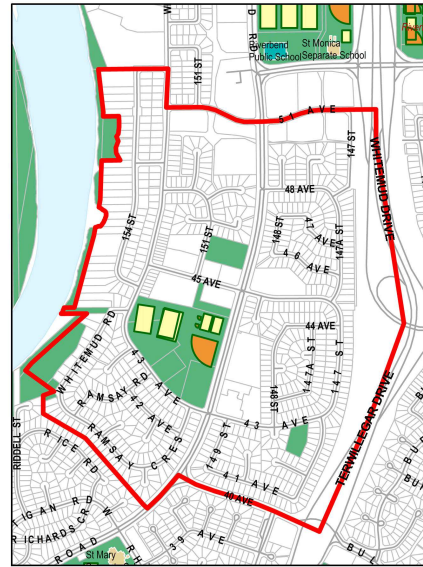 151 ST
RD
Public School
St Monica
Separate School
51 AVE
WHITEMUD DRIVE
147 ST
48 AVE
154 ST
151 ST
148 ST
47 AVE
147A ST
46 AVE
45 AVE
44 AVE
WHITEMUD RD
43 AVE
RAMSAY RD
42 AVE
RAMSAY CRES
147A ST
147 ST
148 ST
43 AVE
149 ST
41 AVE
40 AVE
TERWILLEGAR DRIVE
RIDDELL ST
RICE RD
RICHARDS CR
ROAD
St Mary
39 AVE